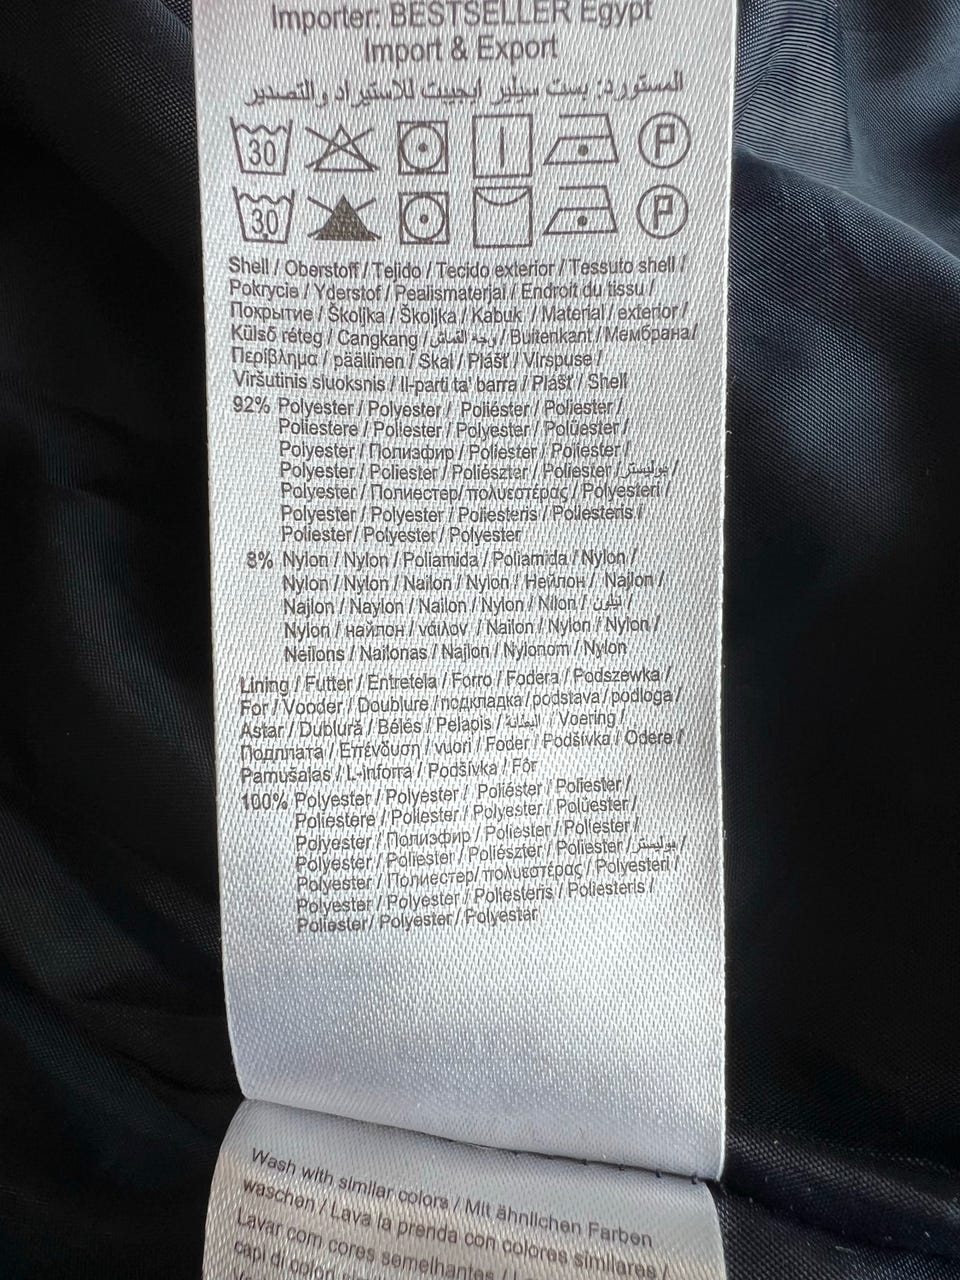 Importer: BESTSELLER Egypt
Import & Export
المستورد: بست سيلير ايجيبت للاستيراد والتصدير
30 P
30 P
Shell / Oberstoff / Tejido / Tecido exterior / Tessuto shell /
Pokrycie / Yderstof / Pealismaterjal / Endroit du tissu /
Покрытие / Školjka / Školjka / Kabuk / Material / exterior /
Külső réteg / Cangkang / وجه القماش / Buitenkant / Мембрана /
Περίβλημα / päällinen / Skal / Plášť / Virspuse /
Viršutinis sluoksnis / Il-parti ta' barra / Plášť / Shell
92% Polyester / Polyester / Poliéster / Poliester /
Poliestere / Poliester / Polyester / Polüester /
Polyester / Полиэфир / Poliester / Poliester /
Polyester / Poliester / Poliészter / Poliester / بوليستر /
Polyester / Полиестер / πολυεστέρας / Polyesteri /
Polyester / Polyester / Poliesteris / Poliesteris /
Poliester / Polyester / Polyester
8% Nylon / Nylon / Poliamida / Poliamida / Nylon /
Nylon / Nylon / Nailon / Nylon / Нейлон / Najlon /
Najlon / Naylon / Nailon / Nylon / Nilon / نيلون /
Nylon / найлон / νάιλον / Nailon / Nylon / Nylon /
Neilons / Nailonas / Najlon / Nylonom / Nylon
Lining / Futter / Entretela / Forro / Fodera / Podszewka /
For / Vooder / Doublure / подкладка / podstava / podloga /
Astar / Dublură / Bélés / Pelapis / البطانة / Voering /
Подплата / Επένδυση / vuori / Foder / Podšívka / Odere /
Pamušalas / L-inforra / Podšívka / Fôr
100% Polyester / Polyester / Poliéster / Poliester /
Poliestere / Poliester / Polyester / Polüester /
Polyester / Полиэфир / Poliester / Poliester /
Polyester / Poliester / Poliészter / Poliester / بوليستر /
Polyester / Полиестер / πολυεστέρας / Polyesteri /
Polyester / Polyester / Poliesteris / Poliesteris /
Poliester / Polyester / Polyester
Wash with similar colors / Mit ähnlichen Farben
waschen / Lava la prenda con colores similares /
Lavar com cores semelhantes /
capi di colori